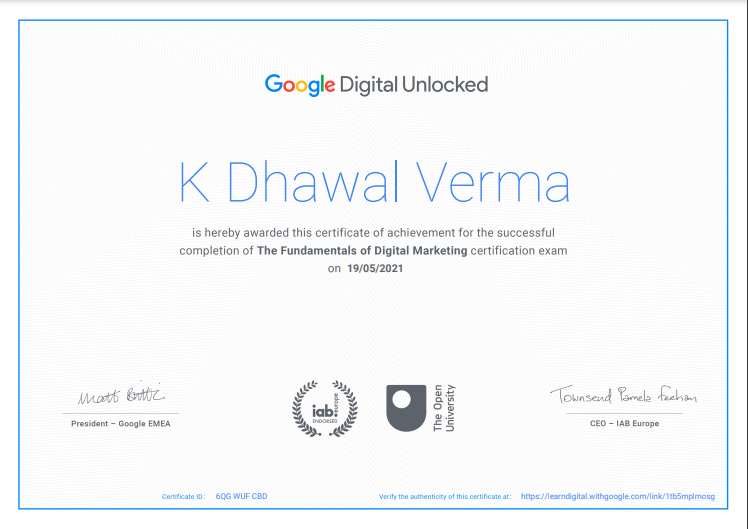 Google Digital Unlocked
K Dhawal Verma
is hereby awarded this certificate of achievement for the successful
completion of The Fundamentals of Digital Marketing certification exam
on 19/05/2021
Matt Brittin
Townsend Pamela Feehan
President – Google EMEA
iab
europe
ENDORSED
The Open
University
CEO – IAB Europe
Certificate ID : 6QG WUF CBD
Verify the authenticity of this certificate at: https://learndigital.withgoogle.com/link/1tb5mplmosg